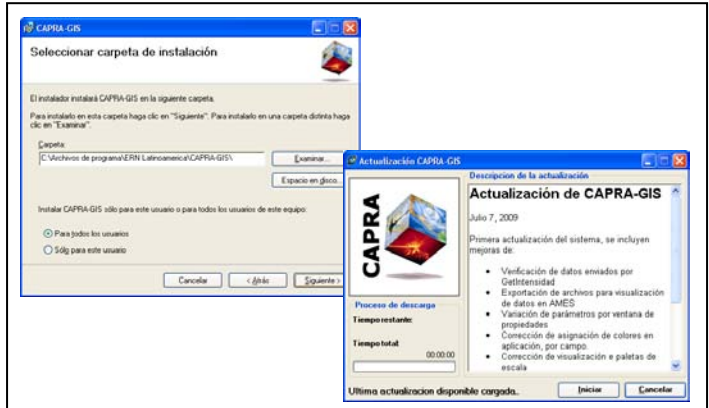 CAPRA-GIS
Seleccionar carpeta de instalación
El instalador instalará CAPRA-GIS en la siguiente carpeta.
Para instalarlo en esta carpeta haga clic en "Siguiente". Para instalarlo en una carpeta distinta haga
clic en "Examinar".
Carpeta:
C:\Archivos de programa\ERN Latinoamerica\CAPRA-GIS\
Examinar...
Espacio en disco...
Instalar CAPRA-GIS sólo para este usuario o para todos los usuarios de este equipo:
Para todos los usuarios
Sólo para este usuario
Cancelar
< Atrás
Siguiente >
Actualización CAPRA-GIS
CAPRA
Proceso de descarga
Tiempo restante:
Tiempo total:
00:00:00
Descripcion de la actualización
Actualización de CAPRA-GIS
Julio 7, 2009
Primera actualización del sistema, se incluyen
mejoras de:
• Verificación de datos enviados por
GetIntensidad
• Exportación de archivos para visualización
de datos en AMES
• Variación de parámetros por ventana de
propiedades
• Corrección de asignación de colores en
aplicación, por campo.
• Corrección de visualización e paletas de
escala
Ultima actualizacion disponible cargada..
Iniciar
Cancelar